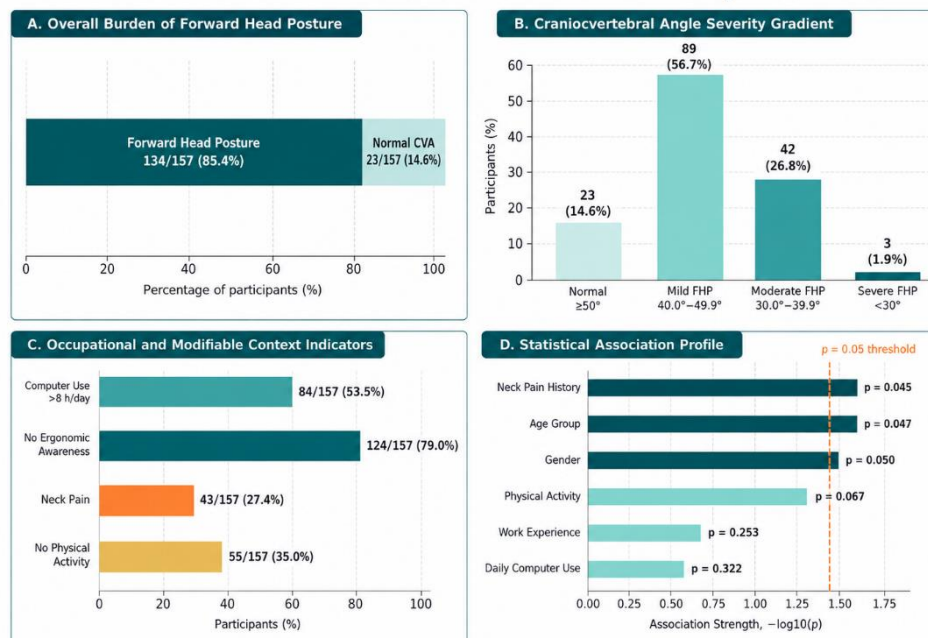 A. Overall Burden of Forward Head Posture
Forward Head Posture
134/157 (85.4%)
Normal CVA
23/157 (14.6%)
0 20 40 60 80 100
Percentage of participants (%)
B. Craniocvertebral Angle Severity Gradient
Participants (%)
60
50
40
30
20
10
0
23
(14.6%)
89
(56.7%)
42
(26.8%)
3
(1.9%)
Normal
≥50°
Mild FHP
40.0°−49.9°
Moderate FHP
30.0°−39.9°
Severe FHP
<30°
C. Occupational and Modifiable Context Indicators
Computer Use
>8 h/day
84/157 (53.5%)
No Ergonomic
Awareness
124/157 (79.0%)
Neck Pain
43/157 (27.4%)
No Physical
Activity
55/157 (35.0%)
0 20 40 60 80 100
Participants (%)
D. Statistical Association Profile
p = 0.05 threshold
Neck Pain History
p = 0.045
Age Group
p = 0.047
Gender
p = 0.050
Physical Activity
p = 0.067
Work Experience
p = 0.253
Daily Computer Use
p = 0.322
0.00 0.25 0.50 0.75 1.00 1.25 1.50 1.75
Association Strength, −log10(p)